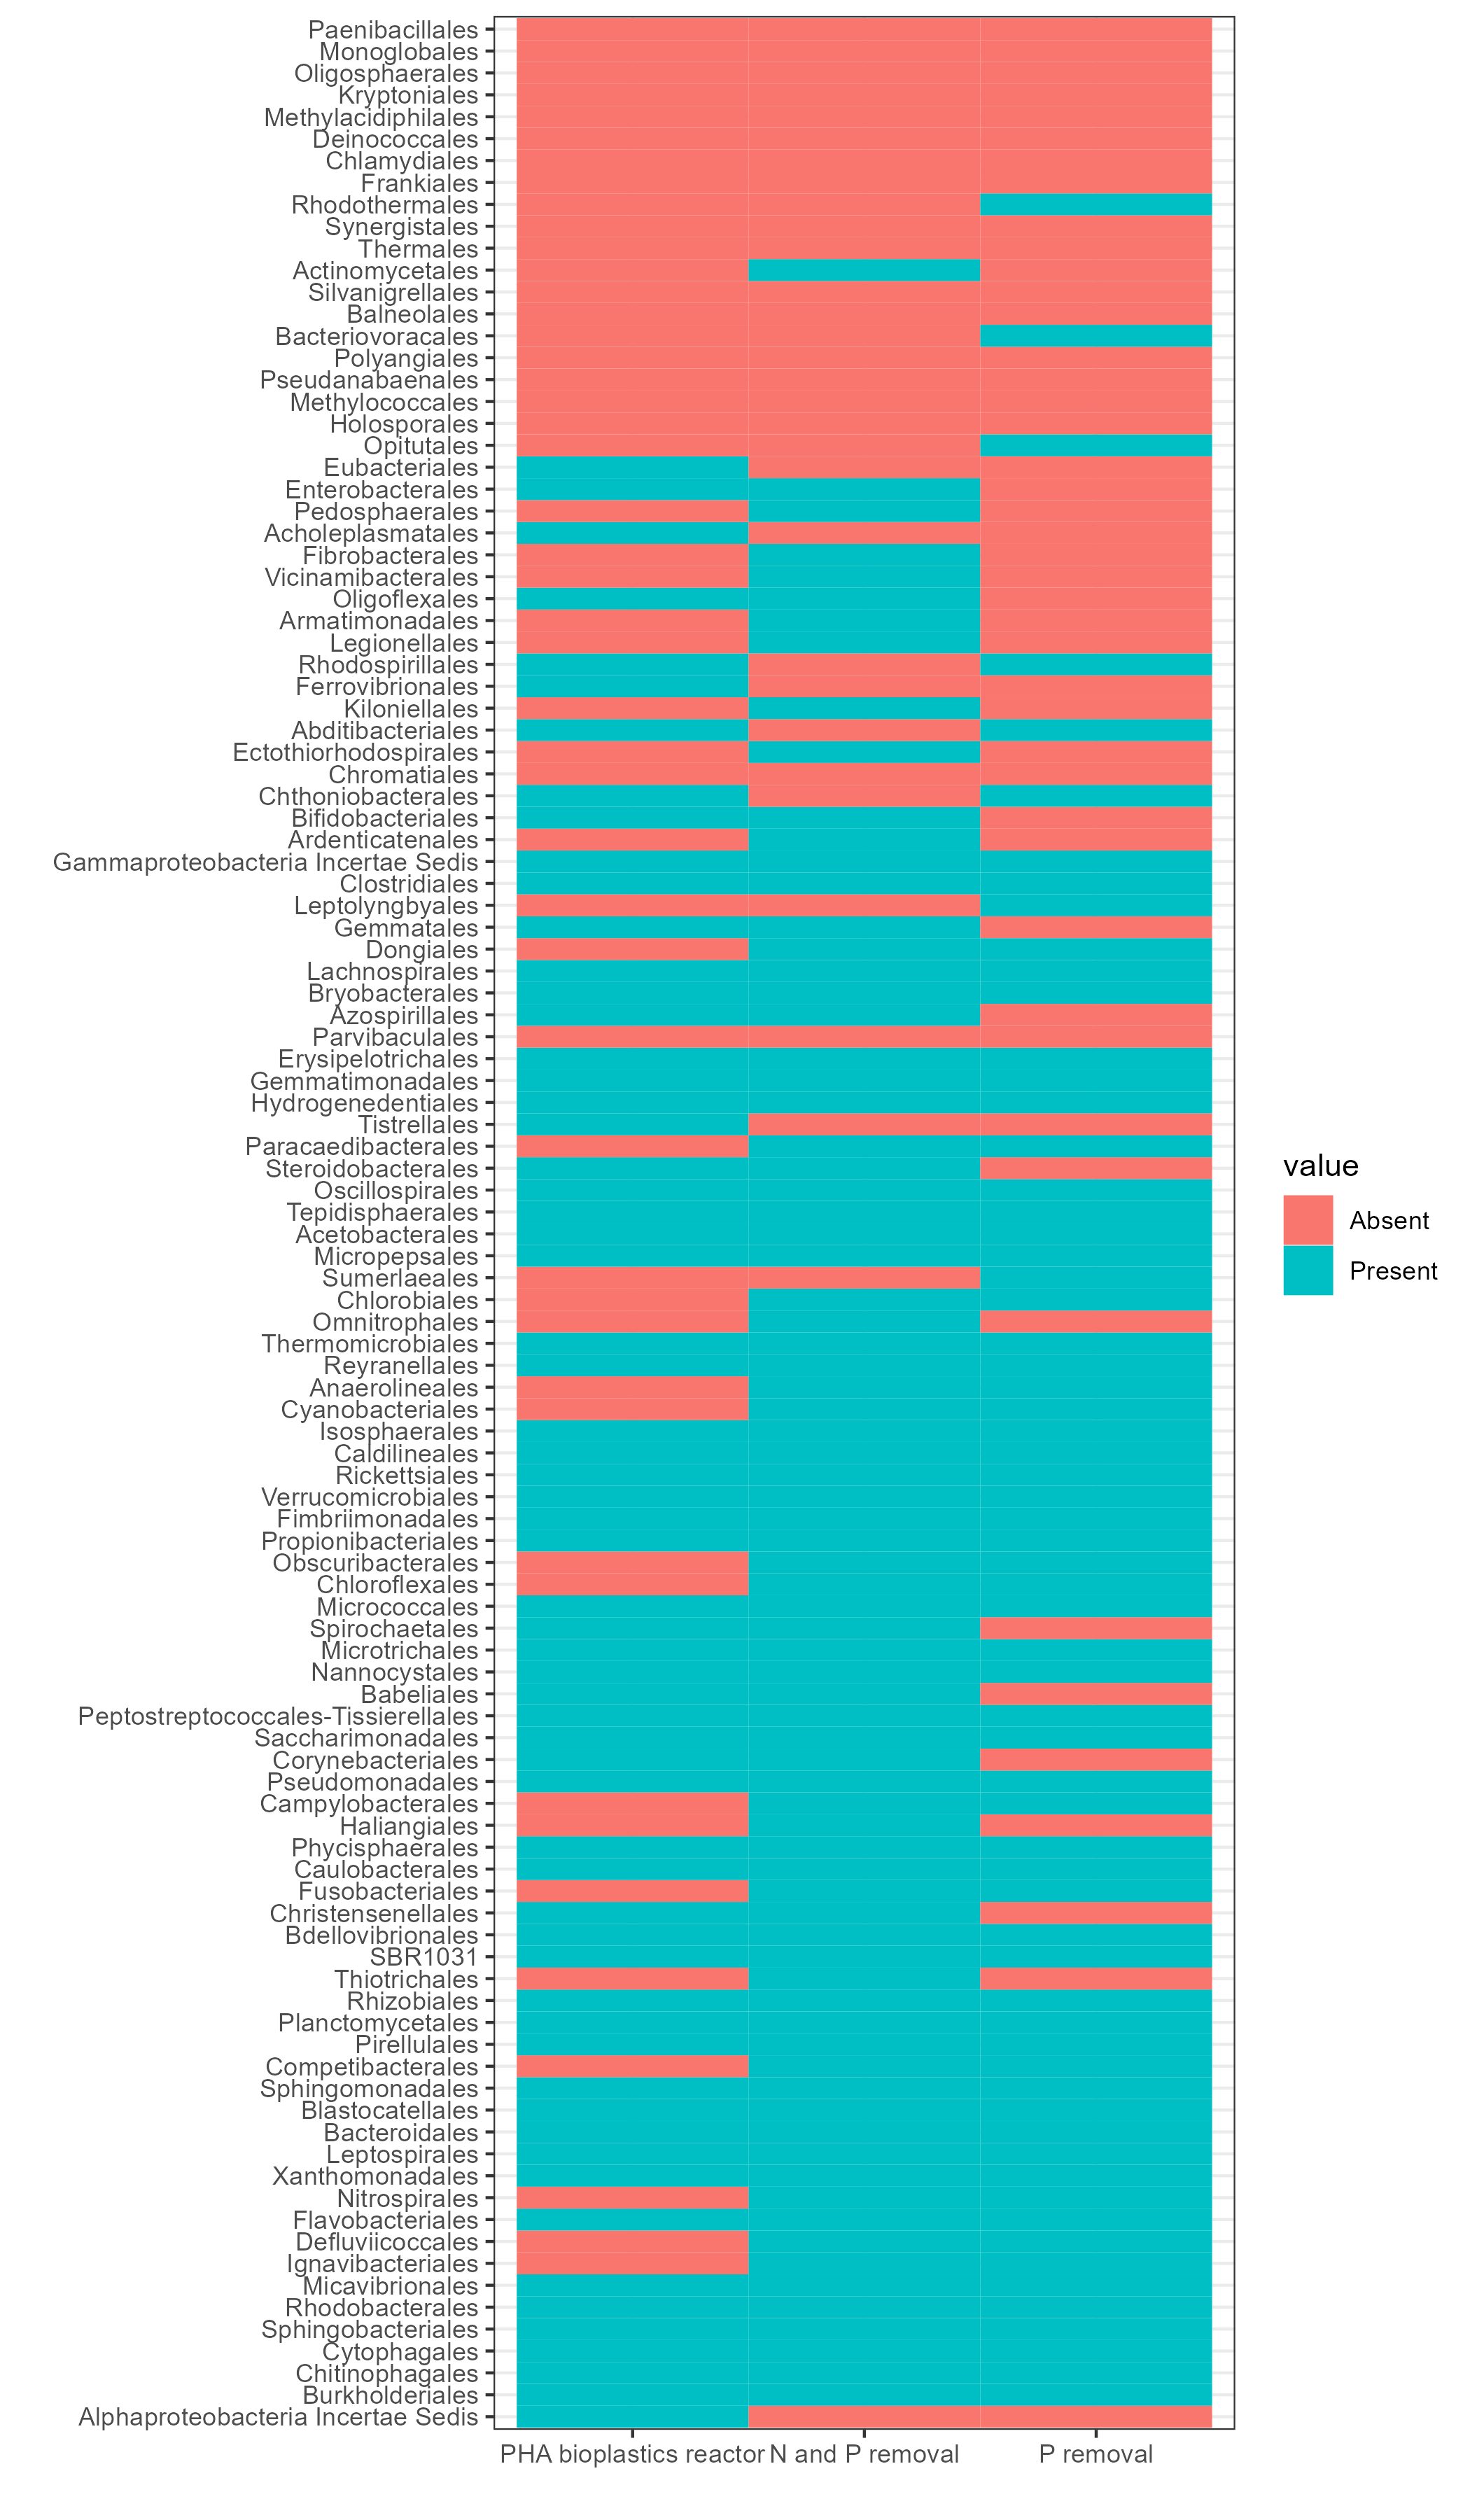 Paenibacillales
Monoglobales
Oligosphaerales
Kryptoniales
Methylacidiphilales
Deinococcales
Chlamydiales
Frankiales
Rhodothermales
Synergistales
Thermales
Actinomycetales
Silvanigrellales
Balneolales
Bacteriovoracales
Polyangiales
Pseudanabaenales
Methylococcales
Holosporales
Opitutales
Eubacteriales
Enterobacterales
Pedosphaerales
Acholeplasmatales
Fibrobacterales
Vicinamibacterales
Oligoflexales
Armatimonadales
Legionellales
Rhodospirillales
Ferrovibrionales
Kiloniellales
Abditibacteriales
Ectothiorhodospirales
Chromatiales
Chthoniobacterales
Bifidobacteriales
Ardenticatenales
Gammaproteobacteria Incertae Sedis
Clostridiales
Leptolyngbyales
Gemmatales
Dongiales
Lachnospirales
Bryobacterales
Azospirillales
Parvibaculales
Erysipelotrichales
Gemmatimonadales
Hydrogenedentiales
Tistrellales
Paracaedibacterales
Steroidobacterales
Oscillospirales
Tepidisphaerales
Acetobacterales
Micropepsales
Sumerlaeales
Chlorobiales
Omnitrophales
Thermomicrobiales
Reyranellales
Anaerolineales
Cyanobacteriales
Isosphaerales
Caldilineales
Rickettsiales
Verrucomicrobiales
Fimbriimonadales
Propionibacteriales
Obscuribacterales
Chloroflexales
Micrococcales
Spirochaetales
Microtrichales
Nannocystales
Babeliales
Peptostreptococcales-Tissierellales
Saccharimonadales
Corynebacteriales
Pseudomonadales
Campylobacterales
Haliangiales
Phycisphaerales
Caulobacterales
Fusobacteriales
Christensenellales
Bdellovibrionales
SBR1031
Thiotrichales
Rhizobiales
Planctomycetales
Pirellulales
Competibacterales
Sphingomonadales
Blastocatellales
Bacteroidales
Leptospirales
Xanthomonadales
Nitrospirales
Flavobacteriales
Defluviicoccales
Ignavibacteriales
Micavibrionales
Rhodobacterales
Sphingobacteriales
Cytophagales
Chitinophagales
Burkholderiales
Alphaproteobacteria Incertae Sedis
PHA bioplastics reactor N and P removal P removal
value
Absent
Present